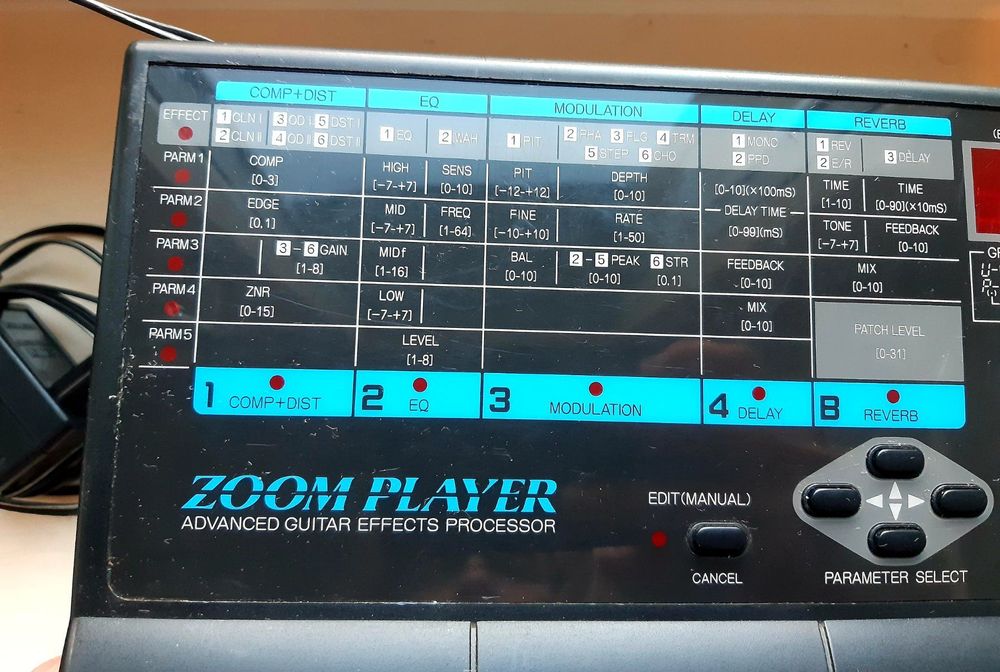 COMP+DIST EQ MODULATION DELAY REVERB
EFFECT 1 CLN I 3 OD I 5 DST I 1 EQ 2 WAH 1 PIT 2 PHA 3 FLG 4 TRM 1 MONO 1 REV 3 DELAY
2 CLN II 4 OD II 6 DST II 5 STEP 6 CHO 2 PPD 2 E/R
PARM 1 COMP HIGH SENS PIT DEPTH [0-10](×100mS) TIME TIME
[0-3] [-7-+7] [0-10] [-12-+12] [0-10] [1-10] [0-90](×10mS)
PARM 2 EDGE MID FREQ FINE RATE DELAY TIME TONE FEEDBACK
[0.1] [-7-+7] [1-64] [-10-+10] [1-50] [0-99](mS) [-7-+7] [0-10]
PARM 3 3 - 6 GAIN MIDf BAL 2 - 5 PEAK 6 STR FEEDBACK MIX
[1-8] [1-16] [0-10] [0-10] [0.1] [0-10] [0-10]
PARM 4 ZNR LOW MIX
[0-15] [-7-+7] [0-10]
PARM 5 LEVEL PATCH LEVEL
[1-8] [0-31]
1 COMP+DIST 2 EQ 3 MODULATION 4 DELAY B REVERB
ZOOM PLAYER
ADVANCED GUITAR EFFECTS PROCESSOR
EDIT(MANUAL)
CANCEL
PARAMETER SELECT